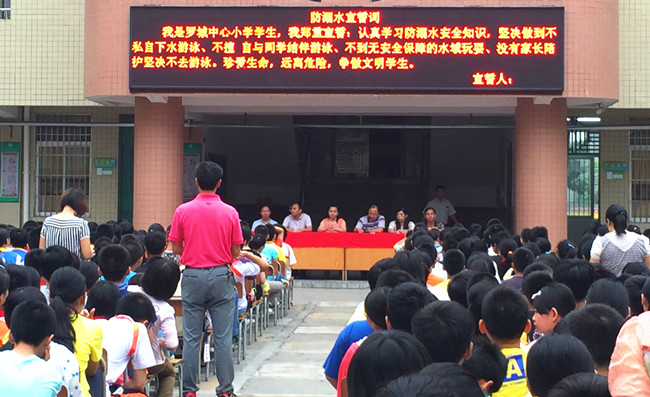 防溺水宣誓词
我是罗城中心小学学生，我郑重宣誓：认真学习防溺水安全知识，坚决做到不
私自下水游泳、不擅 自与同学结伴游泳、不到无安全保障的水域玩耍、没有家长陪
护坚决不去游泳。珍爱生命，远离危险，争做文明学生。
宣誓人：